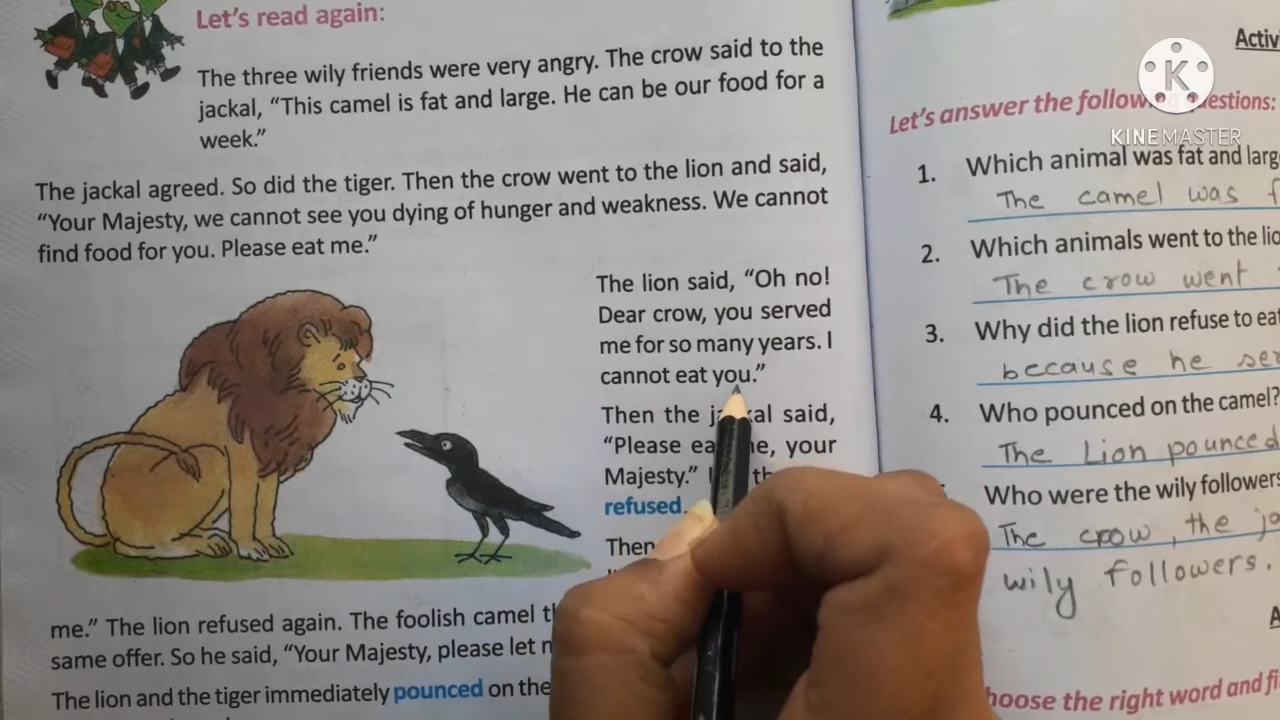 Let's read again:
The three wily friends were very angry. The crow said to the
jackal, "This camel is fat and large. He can be our food for a
week."
The jackal agreed. So did the tiger. Then the crow went to the lion and said,
"Your Majesty, we cannot see you dying of hunger and weakness. We cannot
find food for you. Please eat me."
The lion said, "Oh no!
Dear crow, you served
me for so many years. I
cannot eat you."
Then the said,
"Please your
Majesty."
refused.
Then
me." The lion refused again. The foolish camel
same offer. So he said, "Your Majesty, please let
The lion and the tiger immediately pounced on the
KINEMASTER
Let's answer the following questions:
1. Which animal was fat and
The camel was
2. Which animals went to the
The crow went
3. Why did the lion refuse to
because he
4. Who pounced on the camel?
The Lion pounced
Who were the wily followers
The crow, the
wily followers.
the right word and